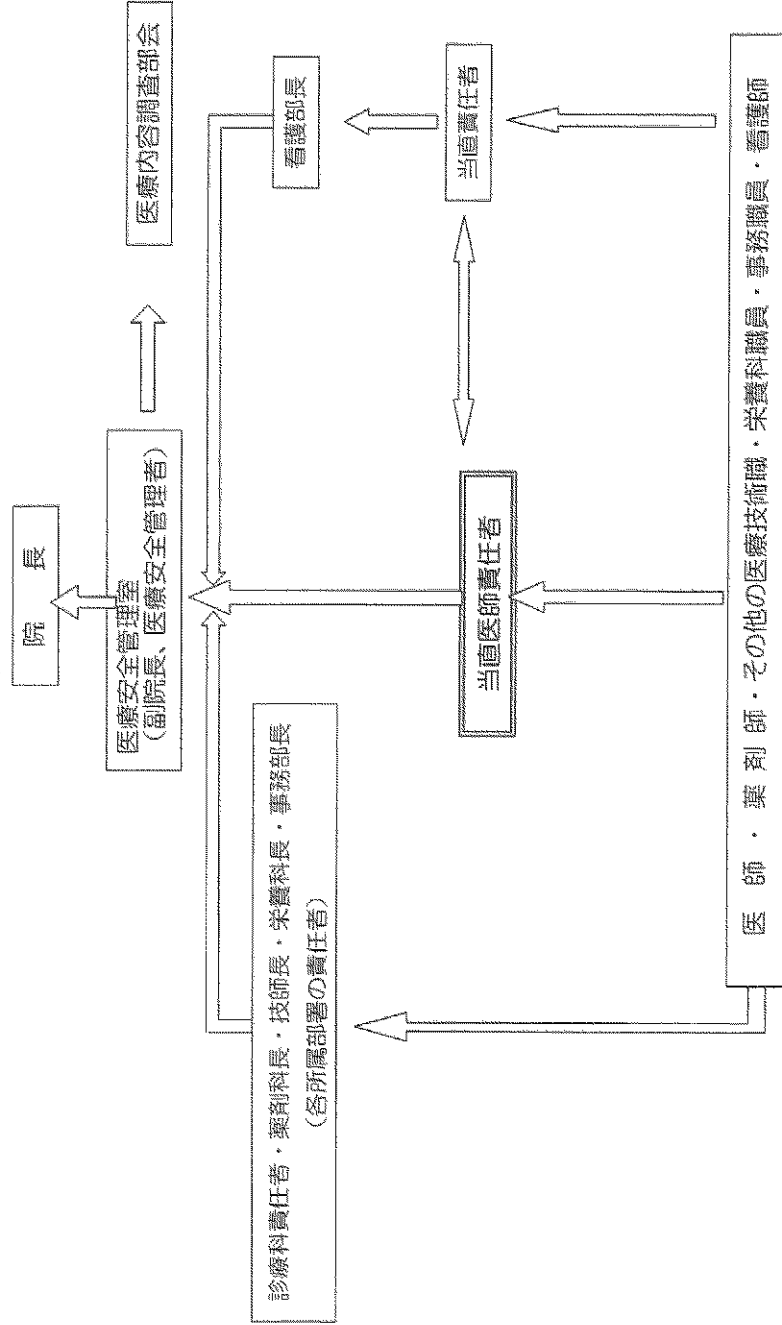 院　長
医療安全管理室
（副院長、医療安全管理者）
医療内容調査部会
診療科責任者・薬剤科長・技師長・栄養科長・事務部長
（各所属部署の責任者）
看護部長
当直医師責任者
当直責任者
医　師　・　薬　剤　師・その他の医療技術職・栄養科職員・事務職員・看護師